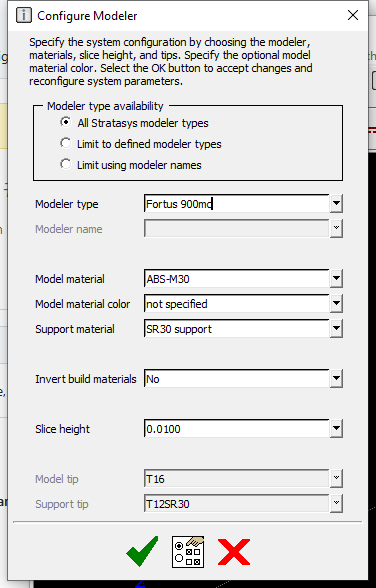 Configure Modeler
Specify the system configuration by choosing the modeler,
materials, slice height, and tips. Specify the optional model
material color. Select the OK button to accept changes and
reconfigure system parameters.
Modeler type availability
All Stratasys modeler types
Limit to defined modeler types
Limit using modeler names
Modeler type Fortus 900mc
Modeler name
Model material ABS-M30
Model material color not specified
Support material SR30 support
Invert build materials No
Slice height 0.0100
Model tip T16
Support tip T12SR30